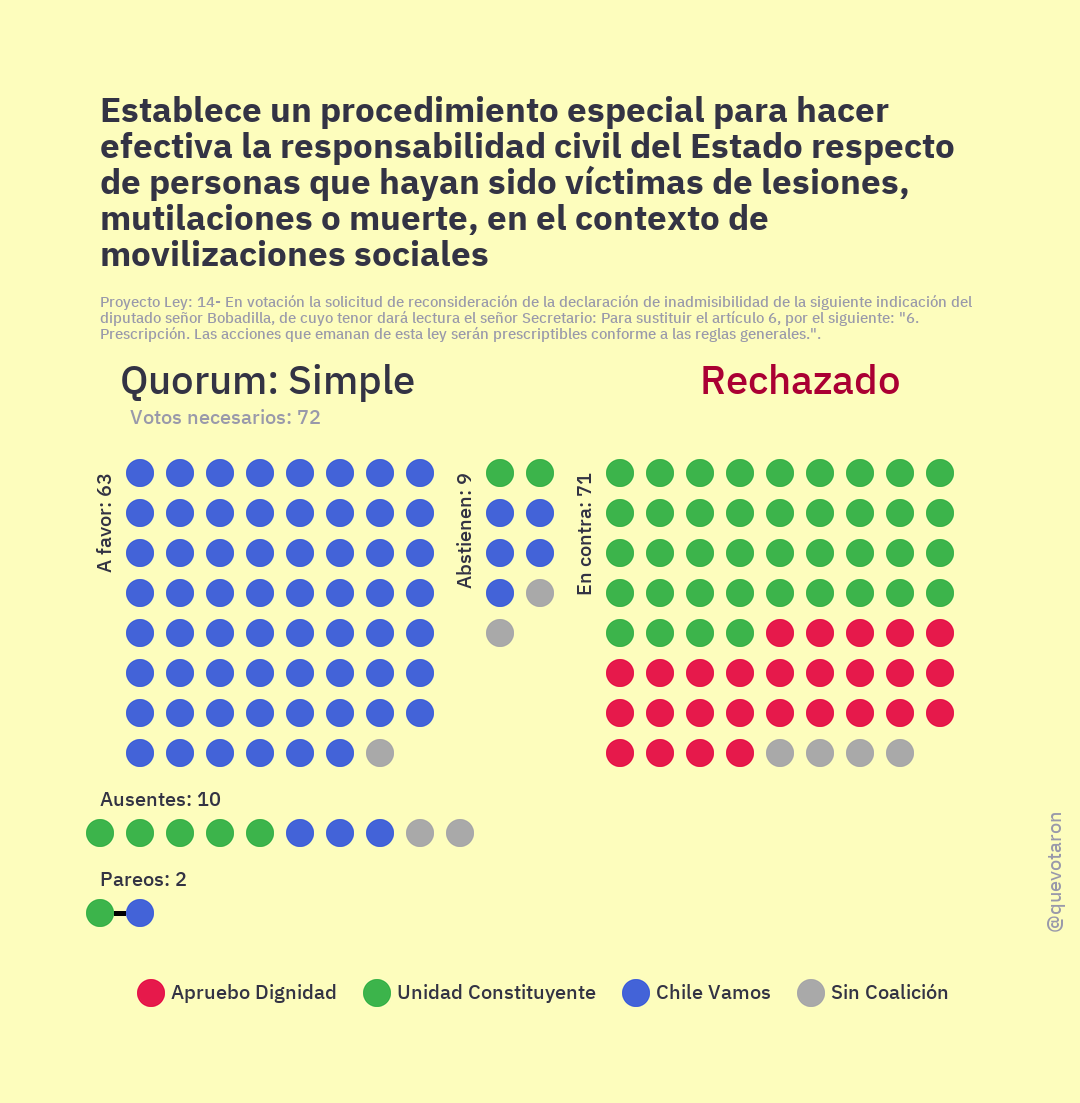 Establece un procedimiento especial para hacer
efectiva la responsabilidad civil del Estado respecto
de personas que hayan sido víctimas de lesiones,
mutilaciones o muerte, en el contexto de
movilizaciones sociales
Proyecto Ley: 14- En votación la solicitud de reconsideración de la declaración de inadmisibilidad de la siguiente indicación del
diputado señor Bobadilla, de cuyo tenor dará lectura el señor Secretario: Para sustituir el artículo 6, por el siguiente: "6.
Prescripción. Las acciones que emanan de esta ley serán prescriptibles conforme a las reglas generales.".
Quorum: Simple
Rechazado
Votos necesarios: 72
A favor: 63
Abstienen: 9
En contra: 71
Ausentes: 10
Pareos: 2
@quevotaron
Apruebo Dignidad
Unidad Constituyente
Chile Vamos
Sin Coalición